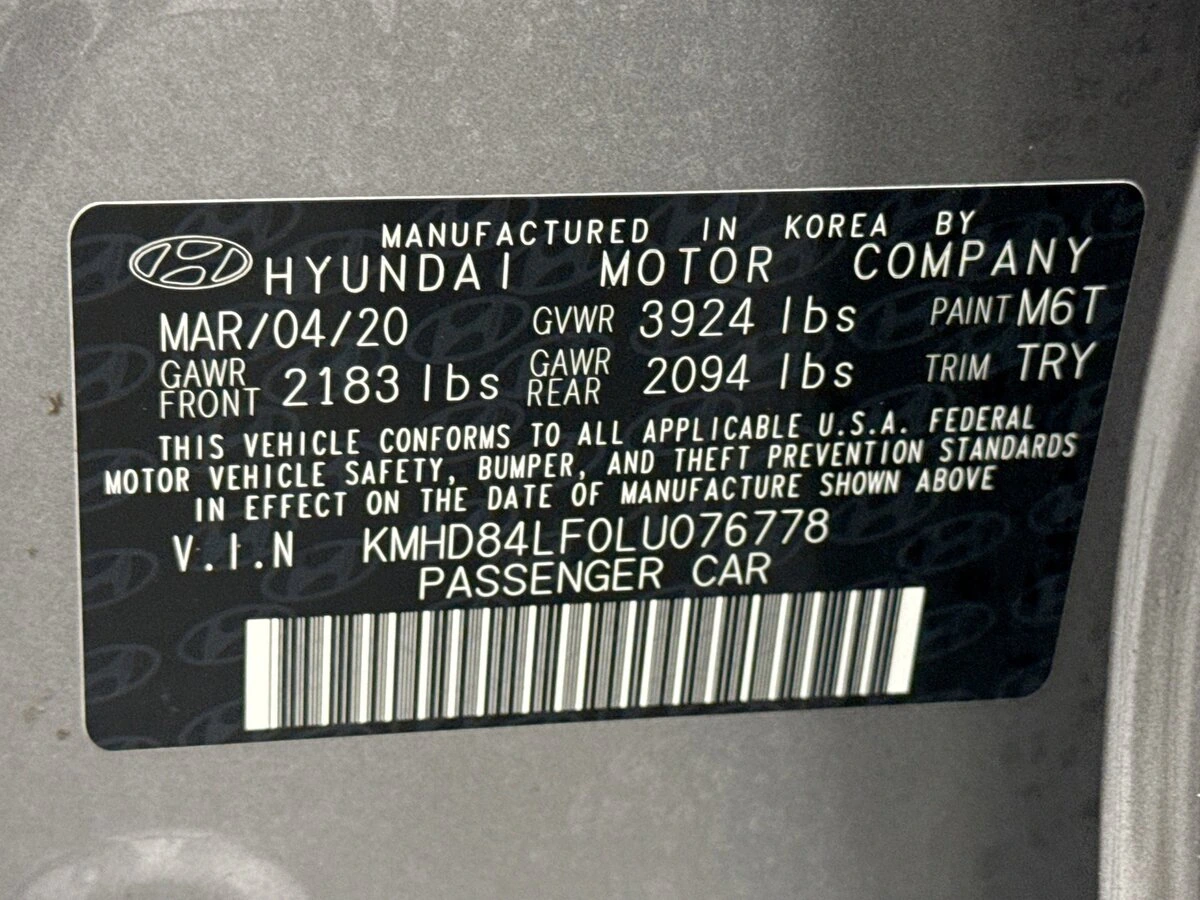 MANUFACTURED IN KOREA BY
HYUNDAI MOTOR COMPANY
MAR/04/20 GVWR 3924 lbs PAINT M6T
GAWR FRONT 2183 lbs GAWR REAR 2094 lbs TRIM TRY
THIS VEHICLE CONFORMS TO ALL APPLICABLE U.S.A. FEDERAL
MOTOR VEHICLE SAFETY, BUMPER, AND THEFT PREVENTION STANDARDS
IN EFFECT ON THE DATE OF MANUFACTURE SHOWN ABOVE
V.I.N KMHD84LF0LU076778
PASSENGER CAR